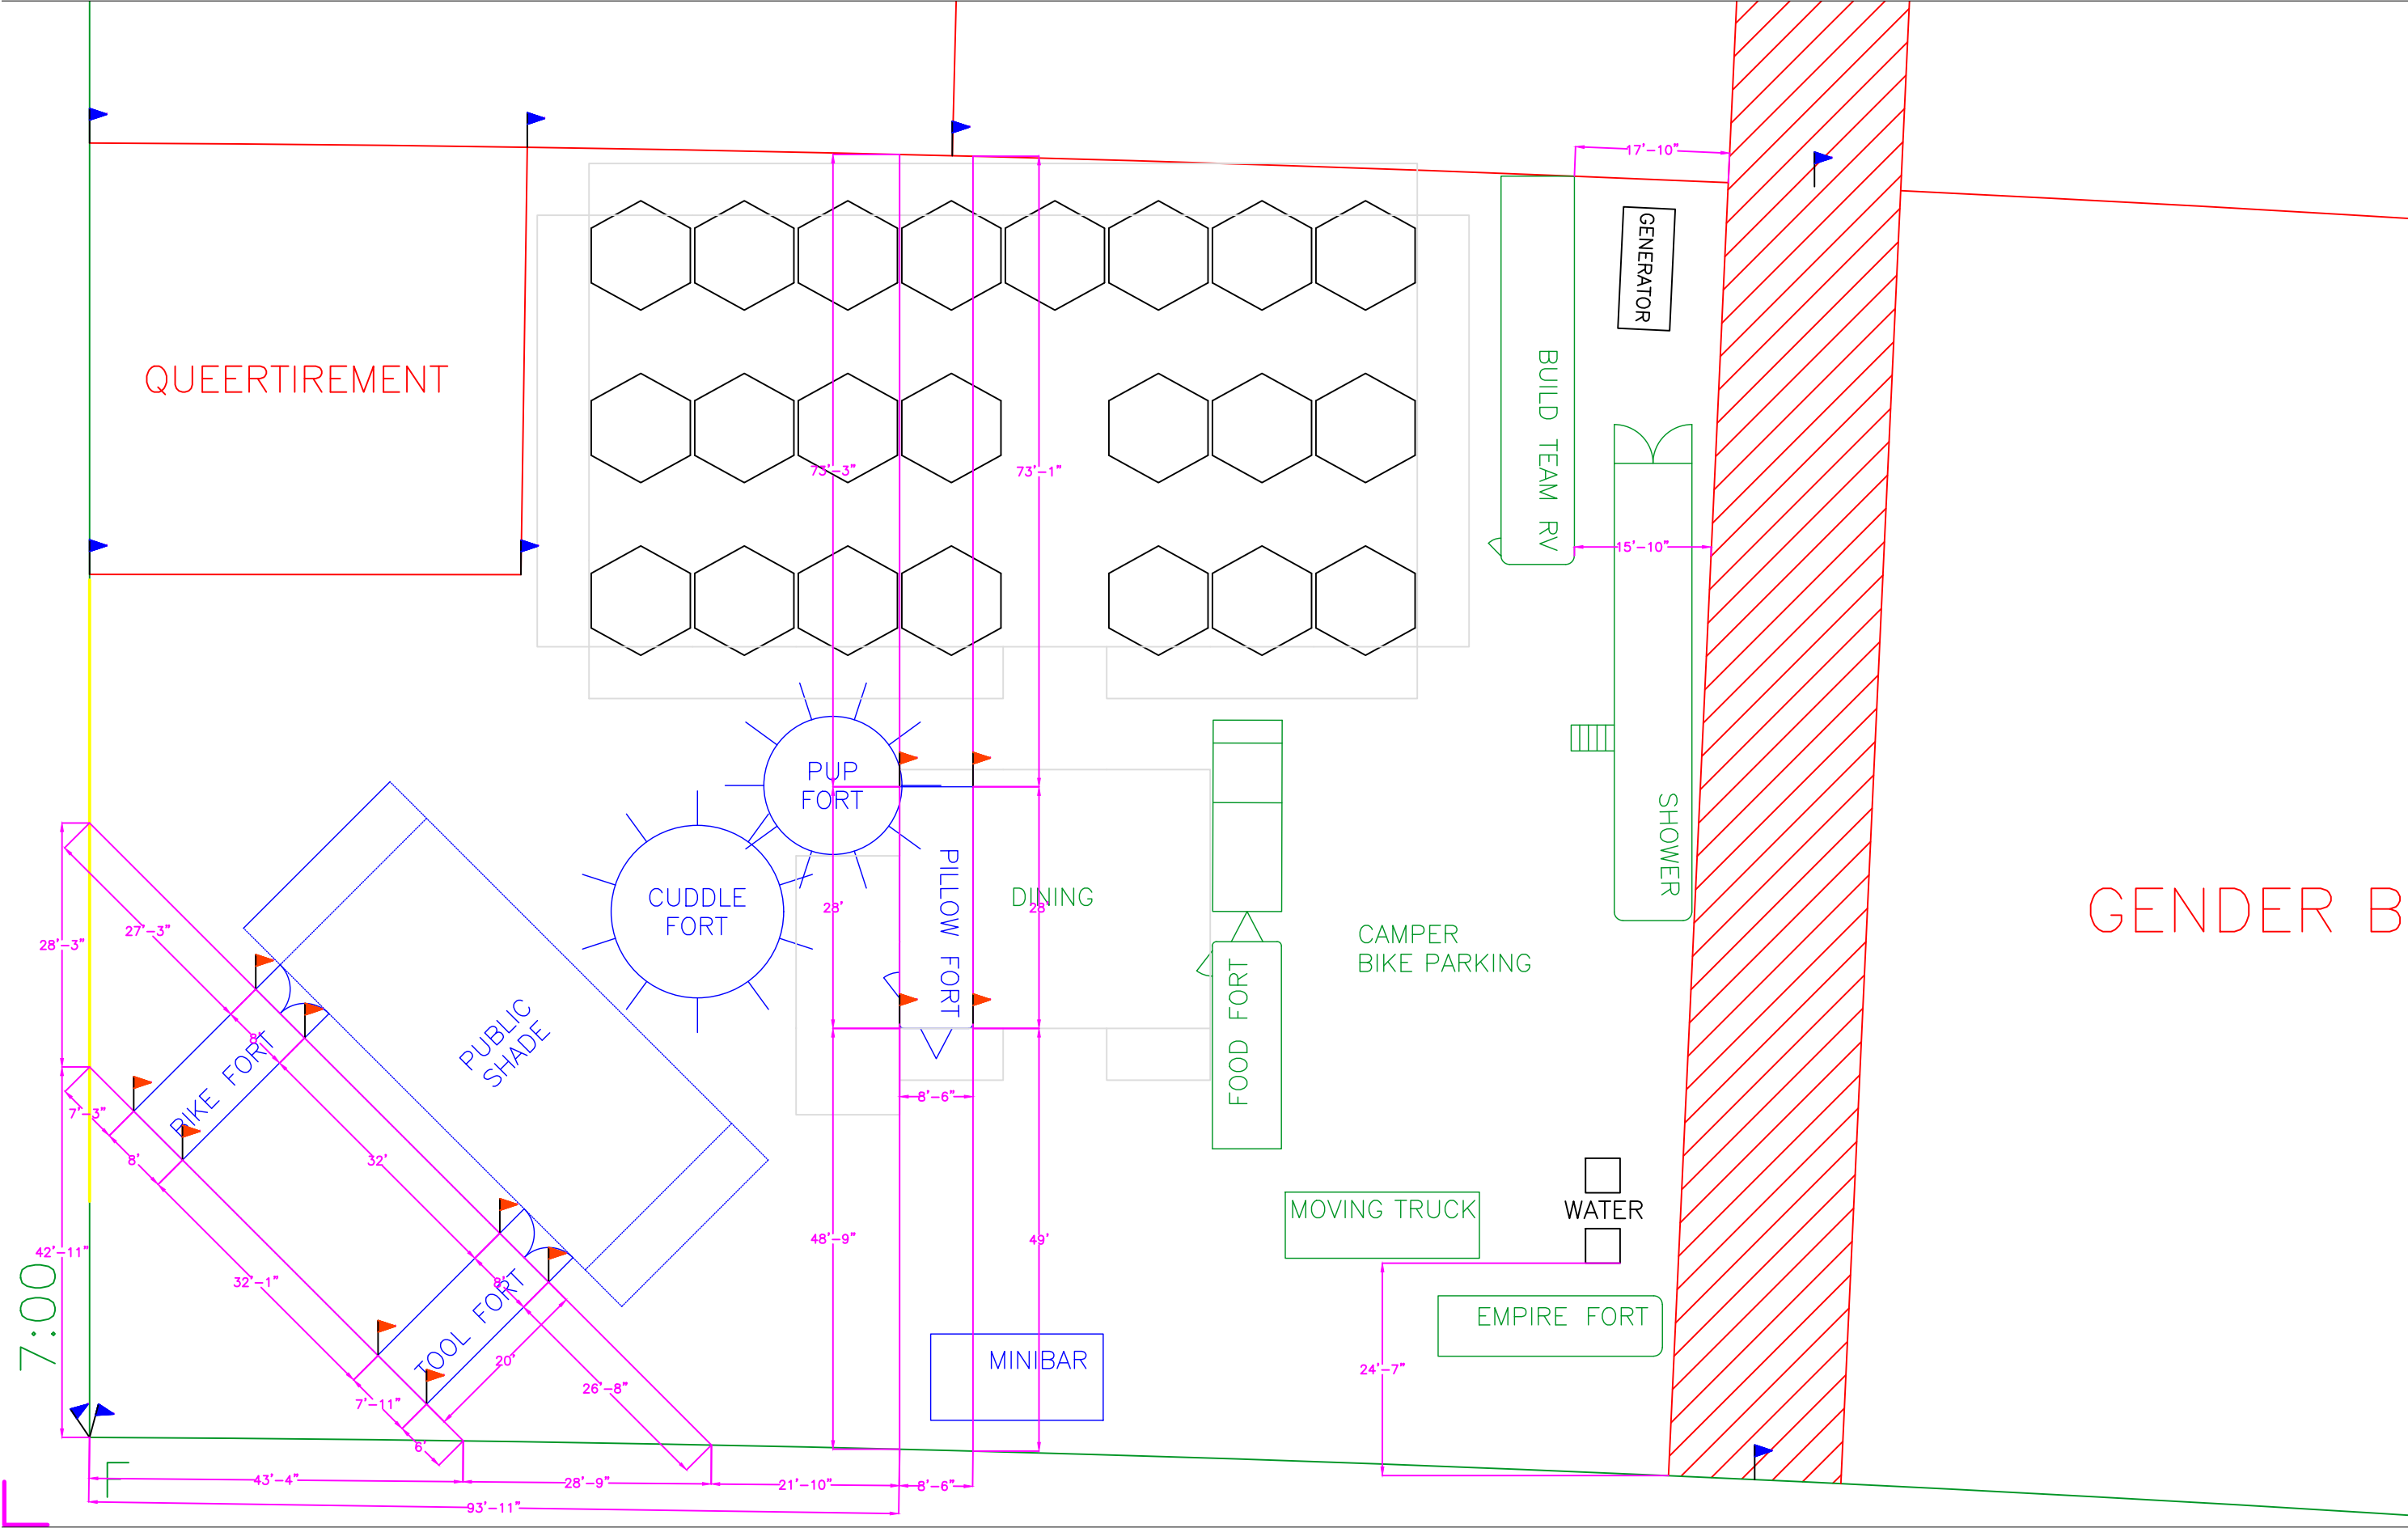 17'-10"
GENERATOR
QUEERTIREMENT
BUILD TEAM RV
73'-3"
73'-1"
15'-10"
PUP
FORT
SHOWER
CUDDLE
FORT
PILLOW FORT
DINING
28'
28'
GENDER B
CAMPER
BIKE PARKING
27'-3"
28'-3"
FOOD FORT
PUBLIC
SHADE
8'
BIKE FORT
8'-6"
7'-3"
8'
32'
MOVING TRUCK
WATER
48'-9"
49'
42'-11"
7:00
32'-1"
8'
TOOL FORT
EMPIRE FORT
20'
MINIBAR
24'-7"
26'-8"
7'-11"
6'
43'-4"
28'-9"
21'-10"
8'-6"
93'-11"